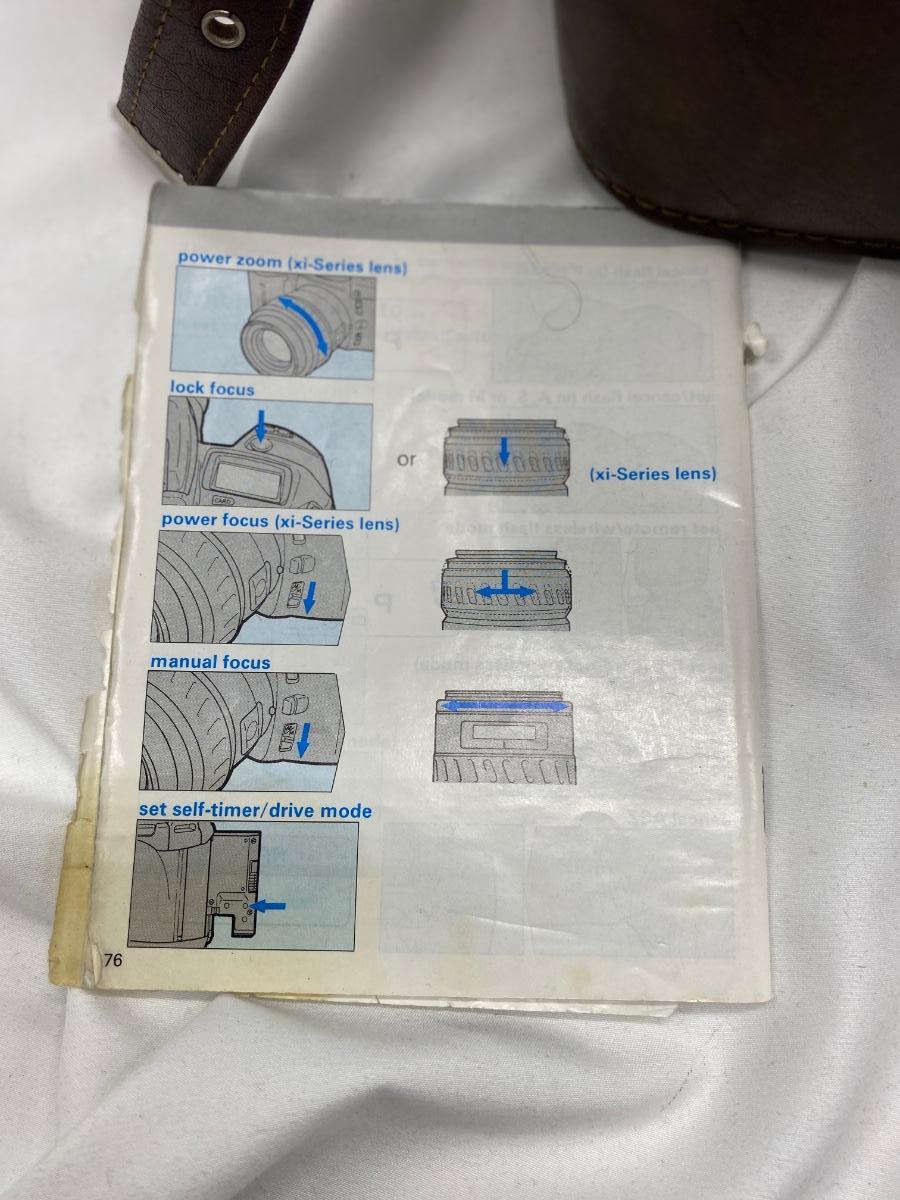 power zoom (xi-Series lens)
lock focus
CARD
or
(xi-Series lens)
power focus (xi-Series lens)
manual focus
set self-timer/drive mode
76